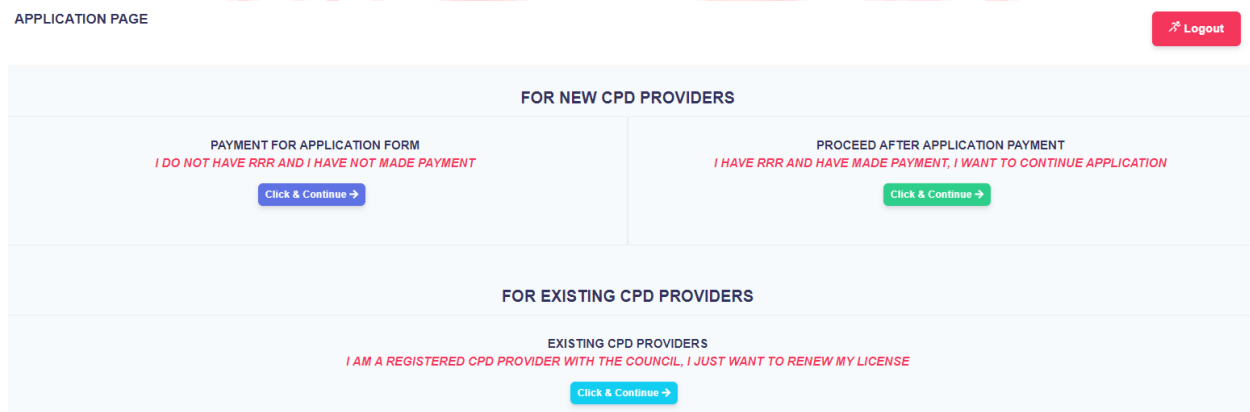 APPLICATION PAGE
Logout
FOR NEW CPD PROVIDERS
PAYMENT FOR APPLICATION FORM
I DO NOT HAVE RRR AND I HAVE NOT MADE PAYMENT
Click & Continue →
PROCEED AFTER APPLICATION PAYMENT
I HAVE RRR AND HAVE MADE PAYMENT, I WANT TO CONTINUE APPLICATION
Click & Continue →
FOR EXISTING CPD PROVIDERS
EXISTING CPD PROVIDERS
I AM A REGISTERED CPD PROVIDER WITH THE COUNCIL, I JUST WANT TO RENEW MY LICENSE
Click & Continue →